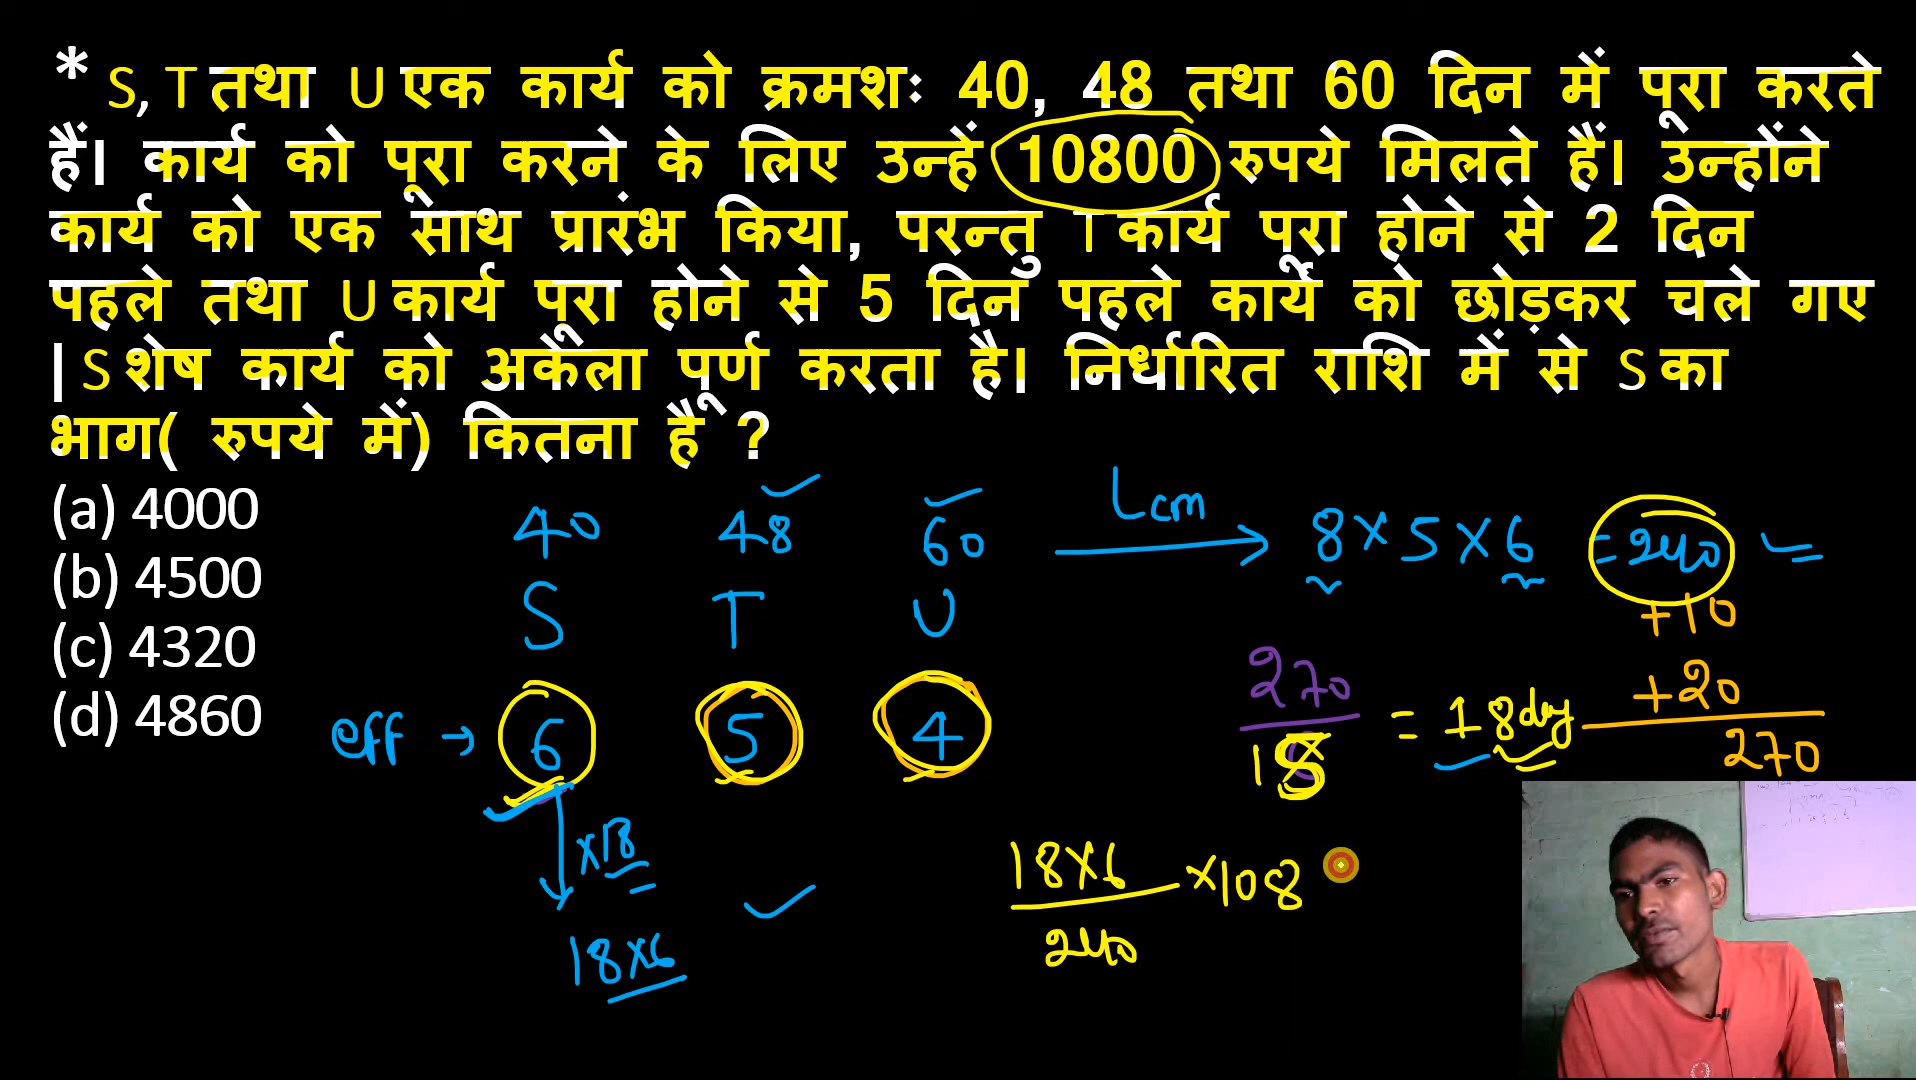 * S, T तथा U एक कार्य को क्रमशः 40, 48 तथा 60 दिन में पूरा करते
हैं। कार्य को पूरा करने के लिए उन्हें 10800 रुपये मिलते हैं। उन्होंने
कार्य को एक साथ प्रारंभ किया, परन्तु T कार्य पूरा होने से 2 दिन
पहले तथा U कार्य पूरा होने से 5 दिन पहले कार्य को छोड़कर चले गए
| S शेष कार्य को अकेला पूर्ण करता है। निर्धारित राशि में से S का
भाग( रुपये में) कितना है ?
(a) 4000
(b) 4500
(c) 4320
(d) 4860
40 48 60 Lcm 8×5×6 =240
S T U +10
+20
eff → 6 5 4 270/15 = 18day 270
×18
18×6
18×6/240 ×108